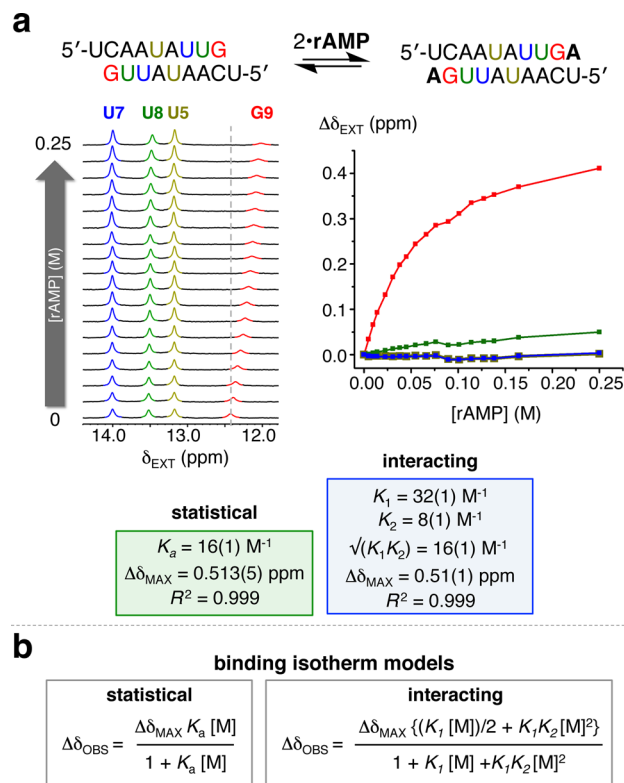 a
5′-UCAAUAUUG
GUUAUAACU-5′
2•rAMP
5′-UCAAUAUUGA
AGUUAUAACU-5′
U7 U8 U5 G9
0.25
[rAMP] (M)
0
14.0 13.0 12.0
δEXT (ppm)
ΔδEXT (ppm)
0.4
0.3
0.2
0.1
0.0
0.00 0.05 0.10 0.15 0.20 0.25
[rAMP] (M)
statistical
Ka = 16(1) M-1
ΔδMAX = 0.513(5) ppm
R2 = 0.999
interacting
K1 = 32(1) M-1
K2 = 8(1) M-1
√(K1K2) = 16(1) M-1
ΔδMAX = 0.51(1) ppm
R2 = 0.999
b
binding isotherm models
statistical
ΔδOBS = ΔδMAX Ka [M]
1 + Ka [M]
interacting
ΔδOBS = ΔδMAX {(K1 [M])/2 + K1K2[M]2}
1 + K1 [M] +K1K2[M]2